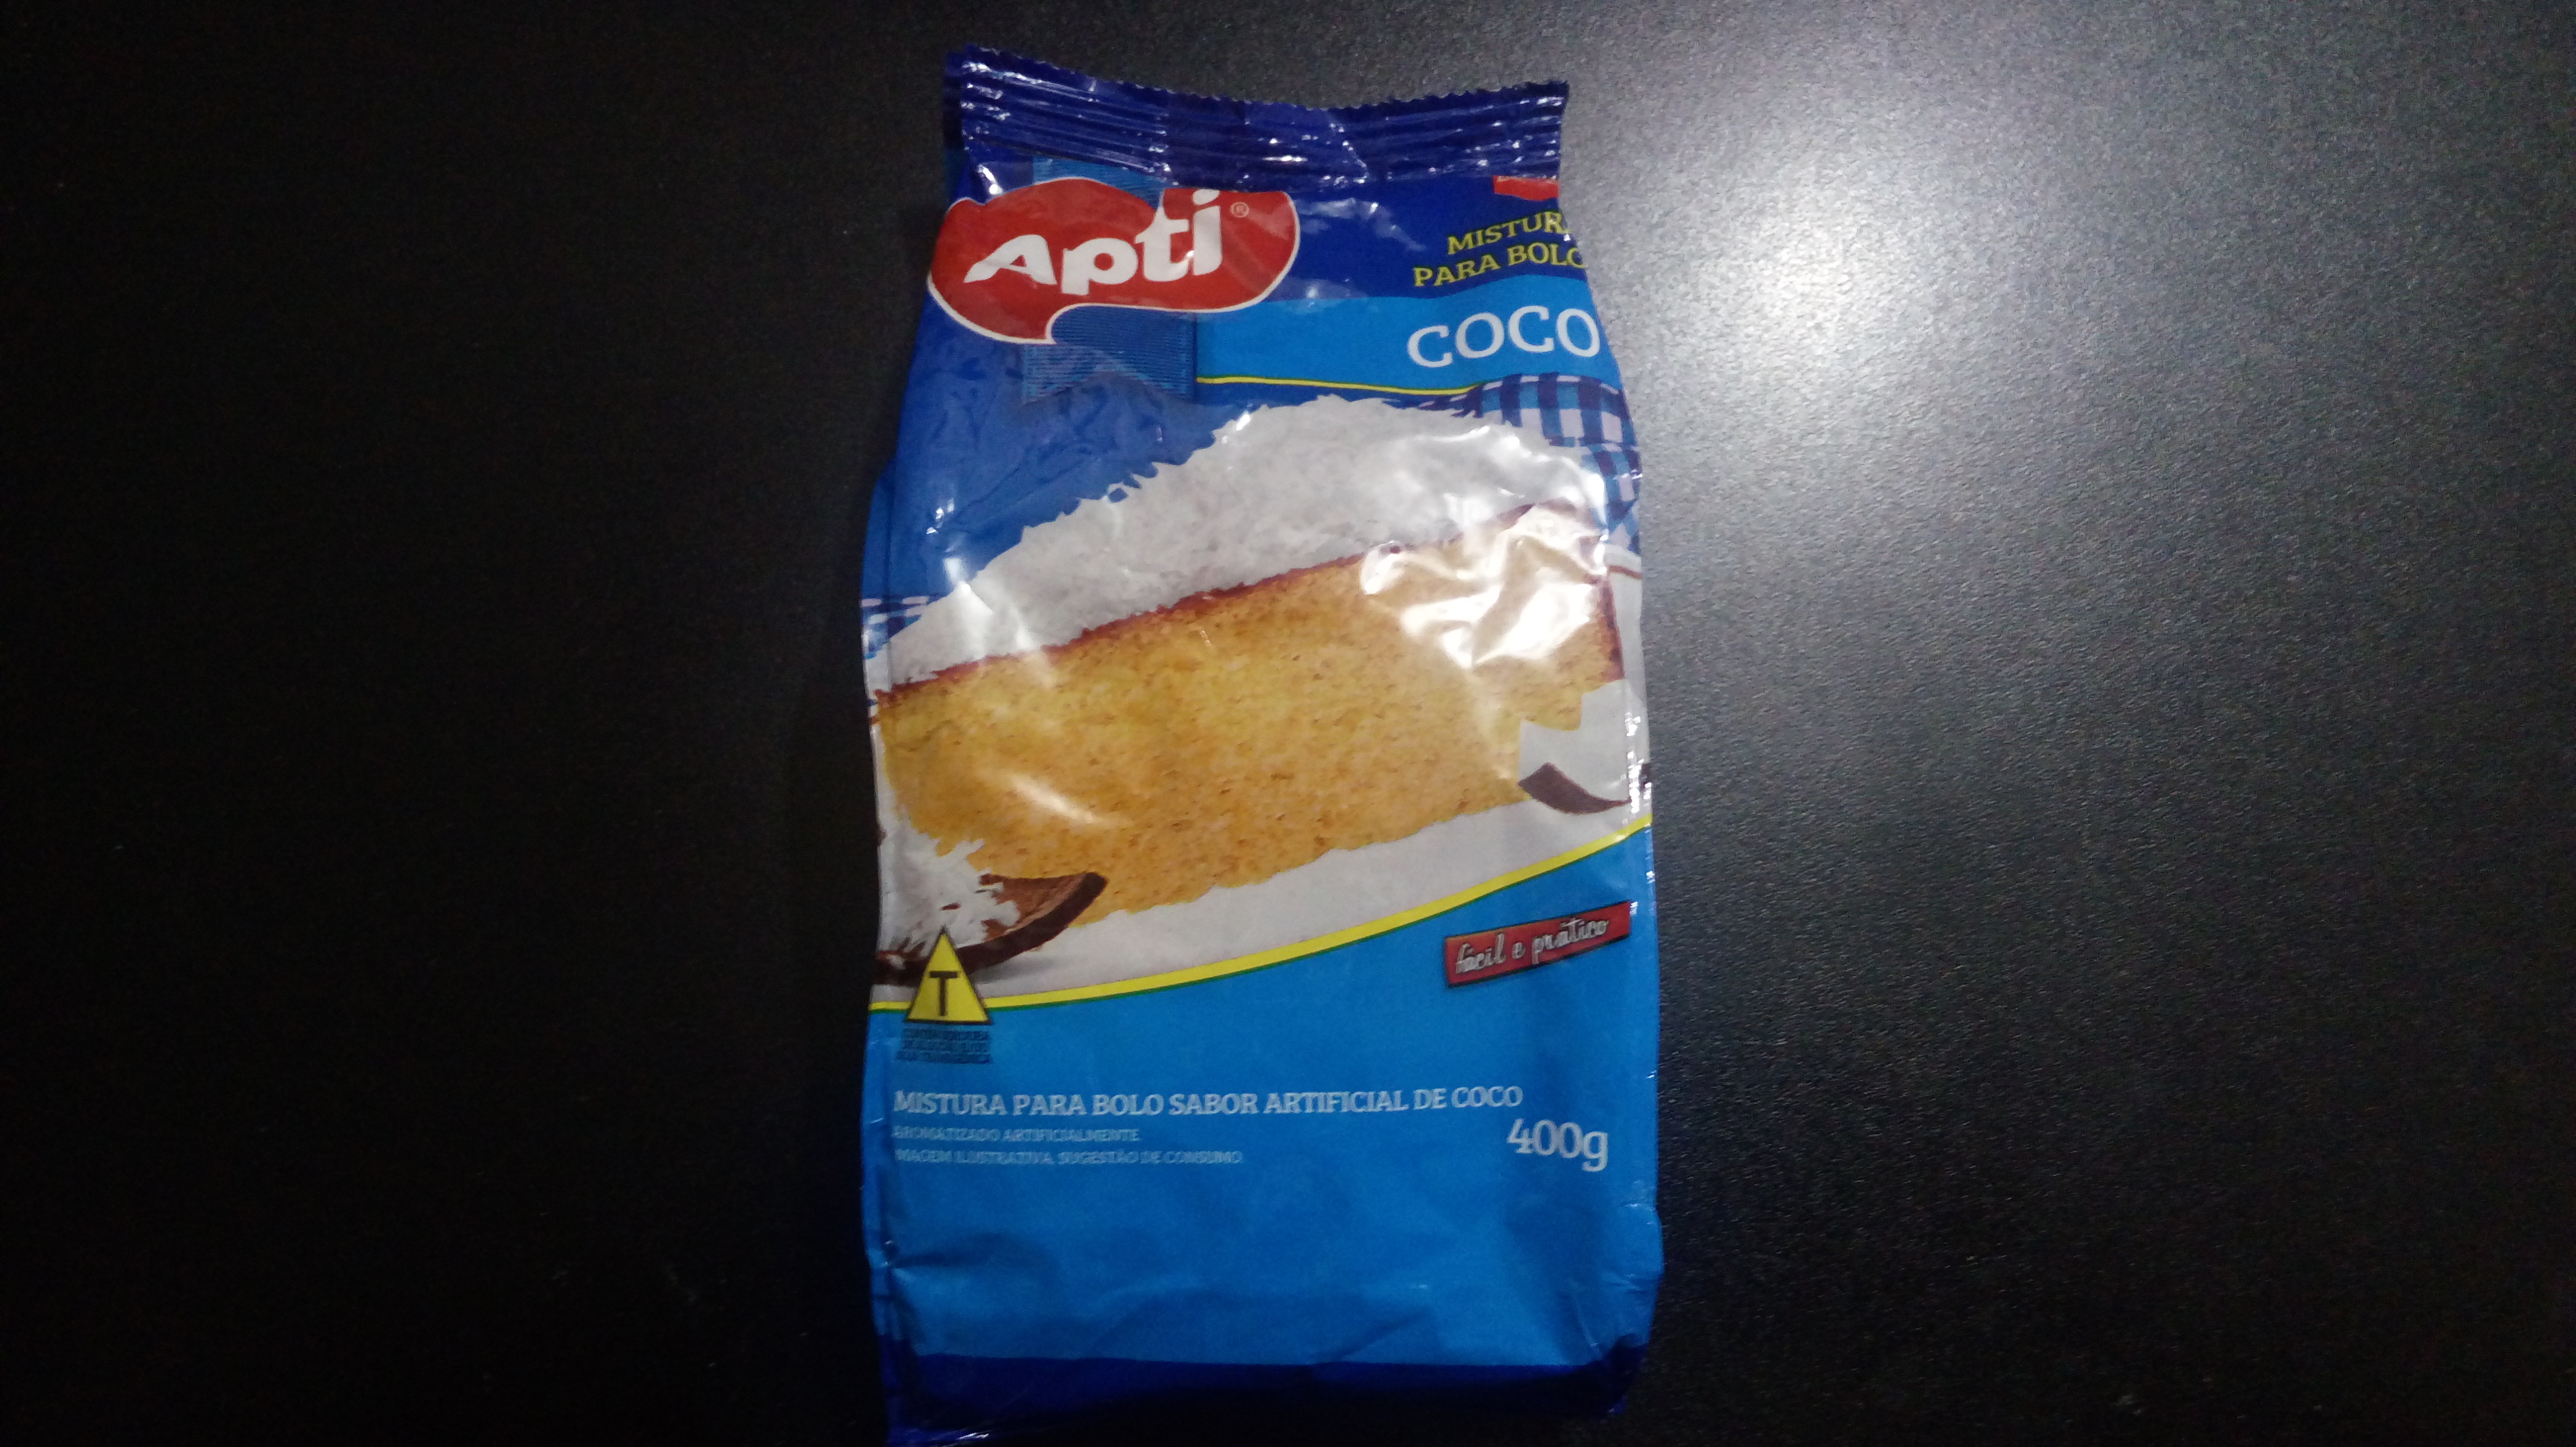 Apti®
MISTUR
PARA BOLO
COCO
fácil e prático
T
MISTURA PARA BOLO SABOR ARTIFICIAL DE COCO
AROMATIZADO ARTIFICIALMENTE
IMAGEM ILUSTRATIVA. SUGESTÃO DE CONSUMO
400g